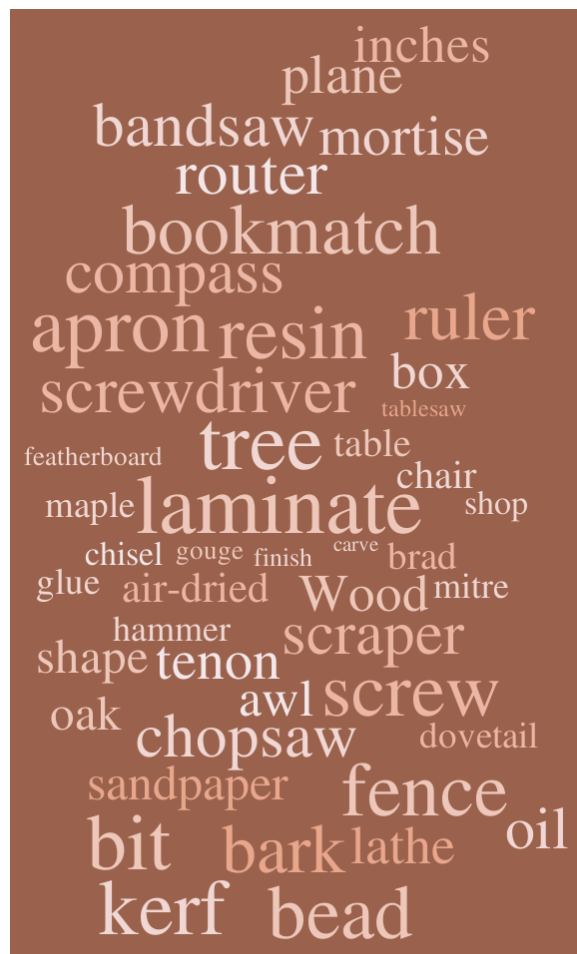 inches
plane
bandsaw mortise
router
bookmatch
compass
apron resin ruler
screwdriver box
tablesaw
tree table
featherboard
chair
maple laminate shop
chisel gouge finish carve brad
glue air-dried Wood mitre
hammer scraper
shape tenon
awl screw
oak chopsaw dovetail
sandpaper fence
bit bark lathe oil
kerf bead